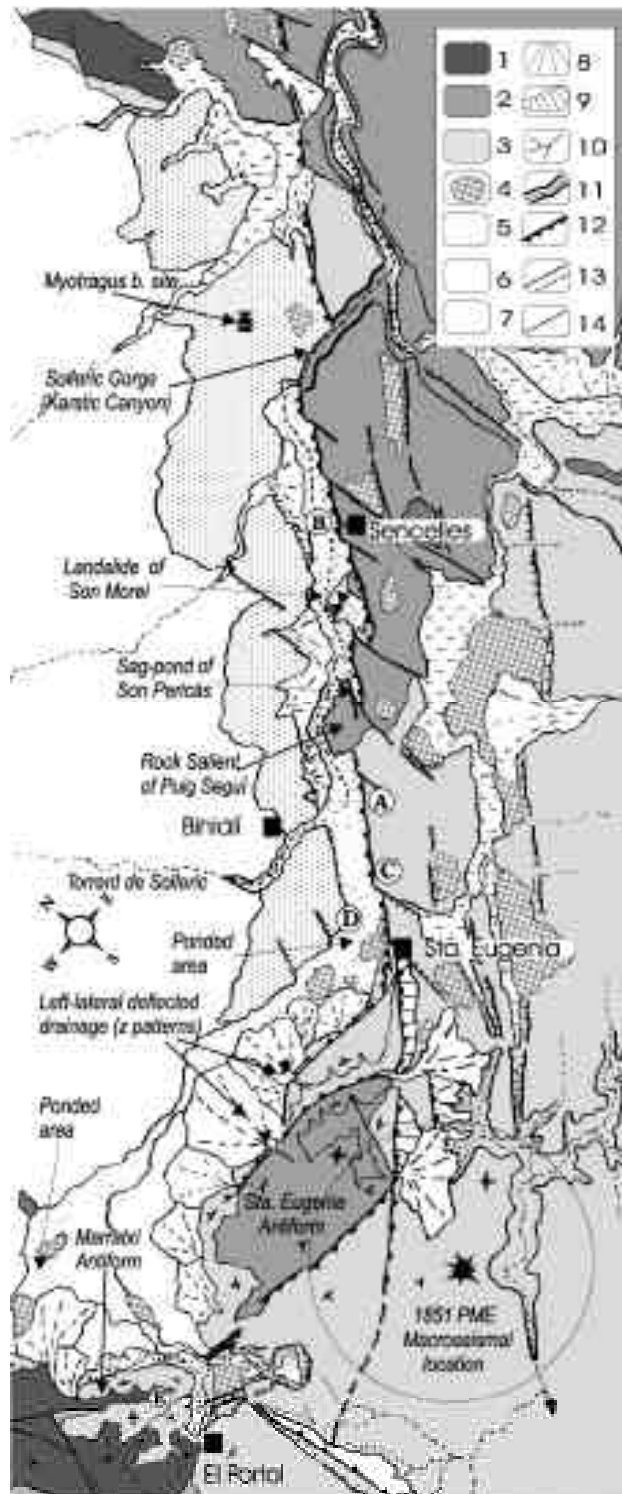 1 8
2 9
3 10
4 11
5 12
6 13
7 14
Myotragus b. site
Solleric Gorge
(Karstic Canyon)
B
Sencelles
Landslide of
Son Morei
Sag-pond of
Son Pericàs
Rock Salient
of Puig Seguí
A
Biniali
C
Torrent de Solleric
N
E
W
S
D
Ponded
area
Sta. Eugenia
Left-lateral deflected
drainage (z patterns)
Ponded
area
Sta. Eugenia
Antiform
Marratxi
Antiform
1851 PME
Macroseismal
location
El Portol